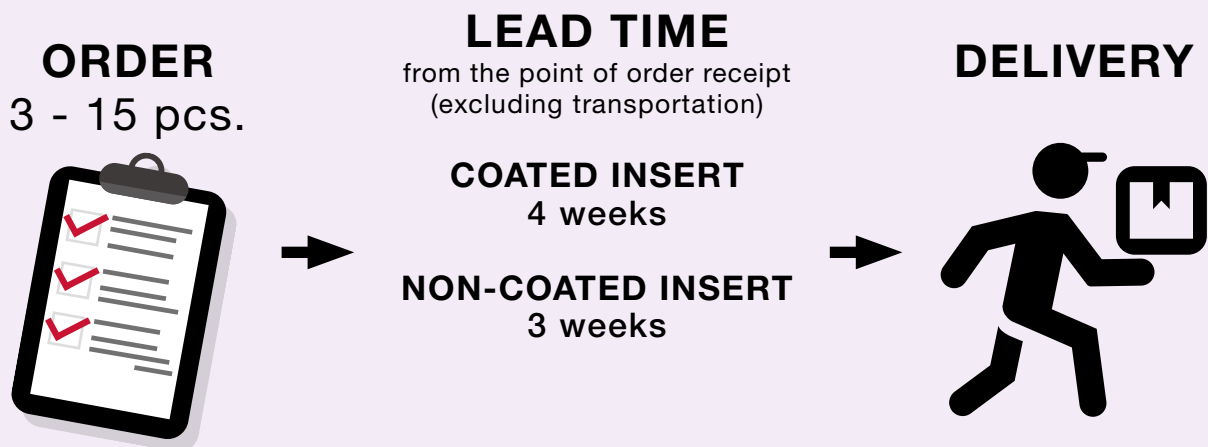 ORDER
3 - 15 pcs.
LEAD TIME
from the point of order receipt
(excluding transportation)
COATED INSERT
4 weeks
NON-COATED INSERT
3 weeks
DELIVERY